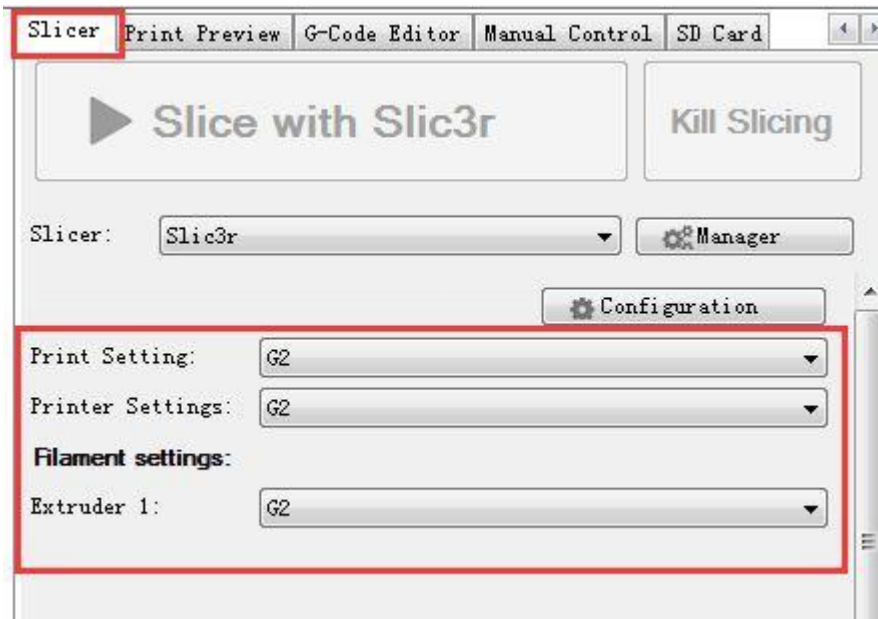 Slicer Print Preview G-Code Editor Manual Control SD Card
Slice with Slic3r Kill Slicing
Slicer: Slic3r Manager
Configuration
Print Setting: G2
Printer Settings: G2
Filament settings:
Extruder 1: G2